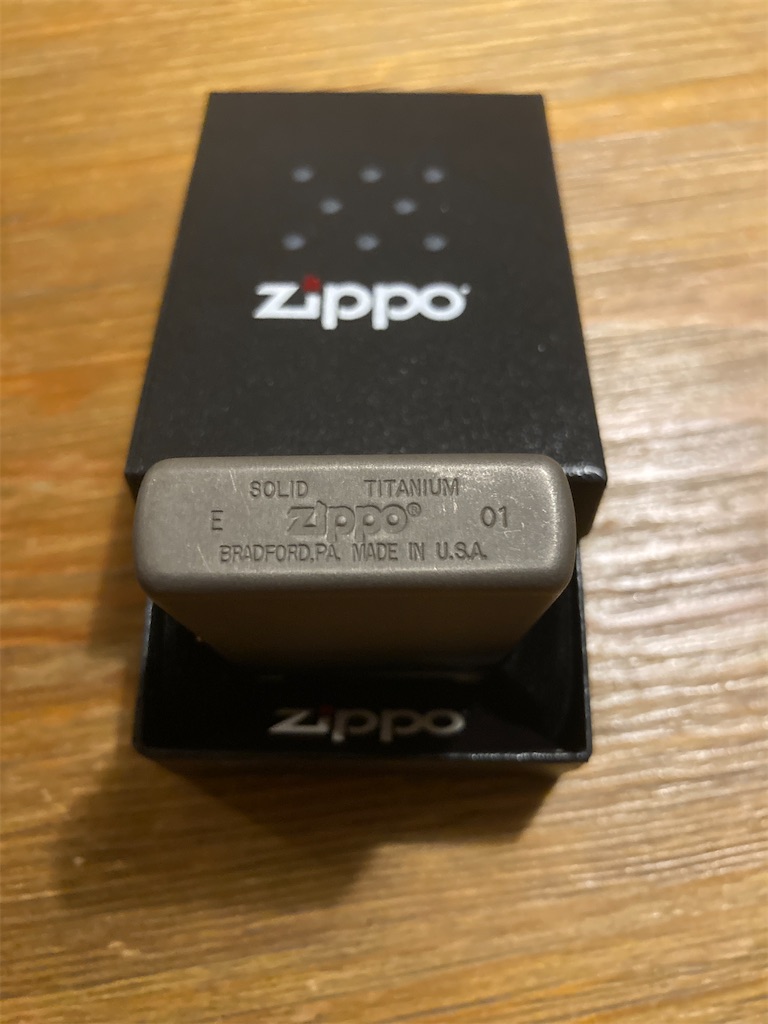 zippo
SOLID TITANIUM
E zippo® 01
BRADFORD,PA. MADE IN U.S.A.
zippo